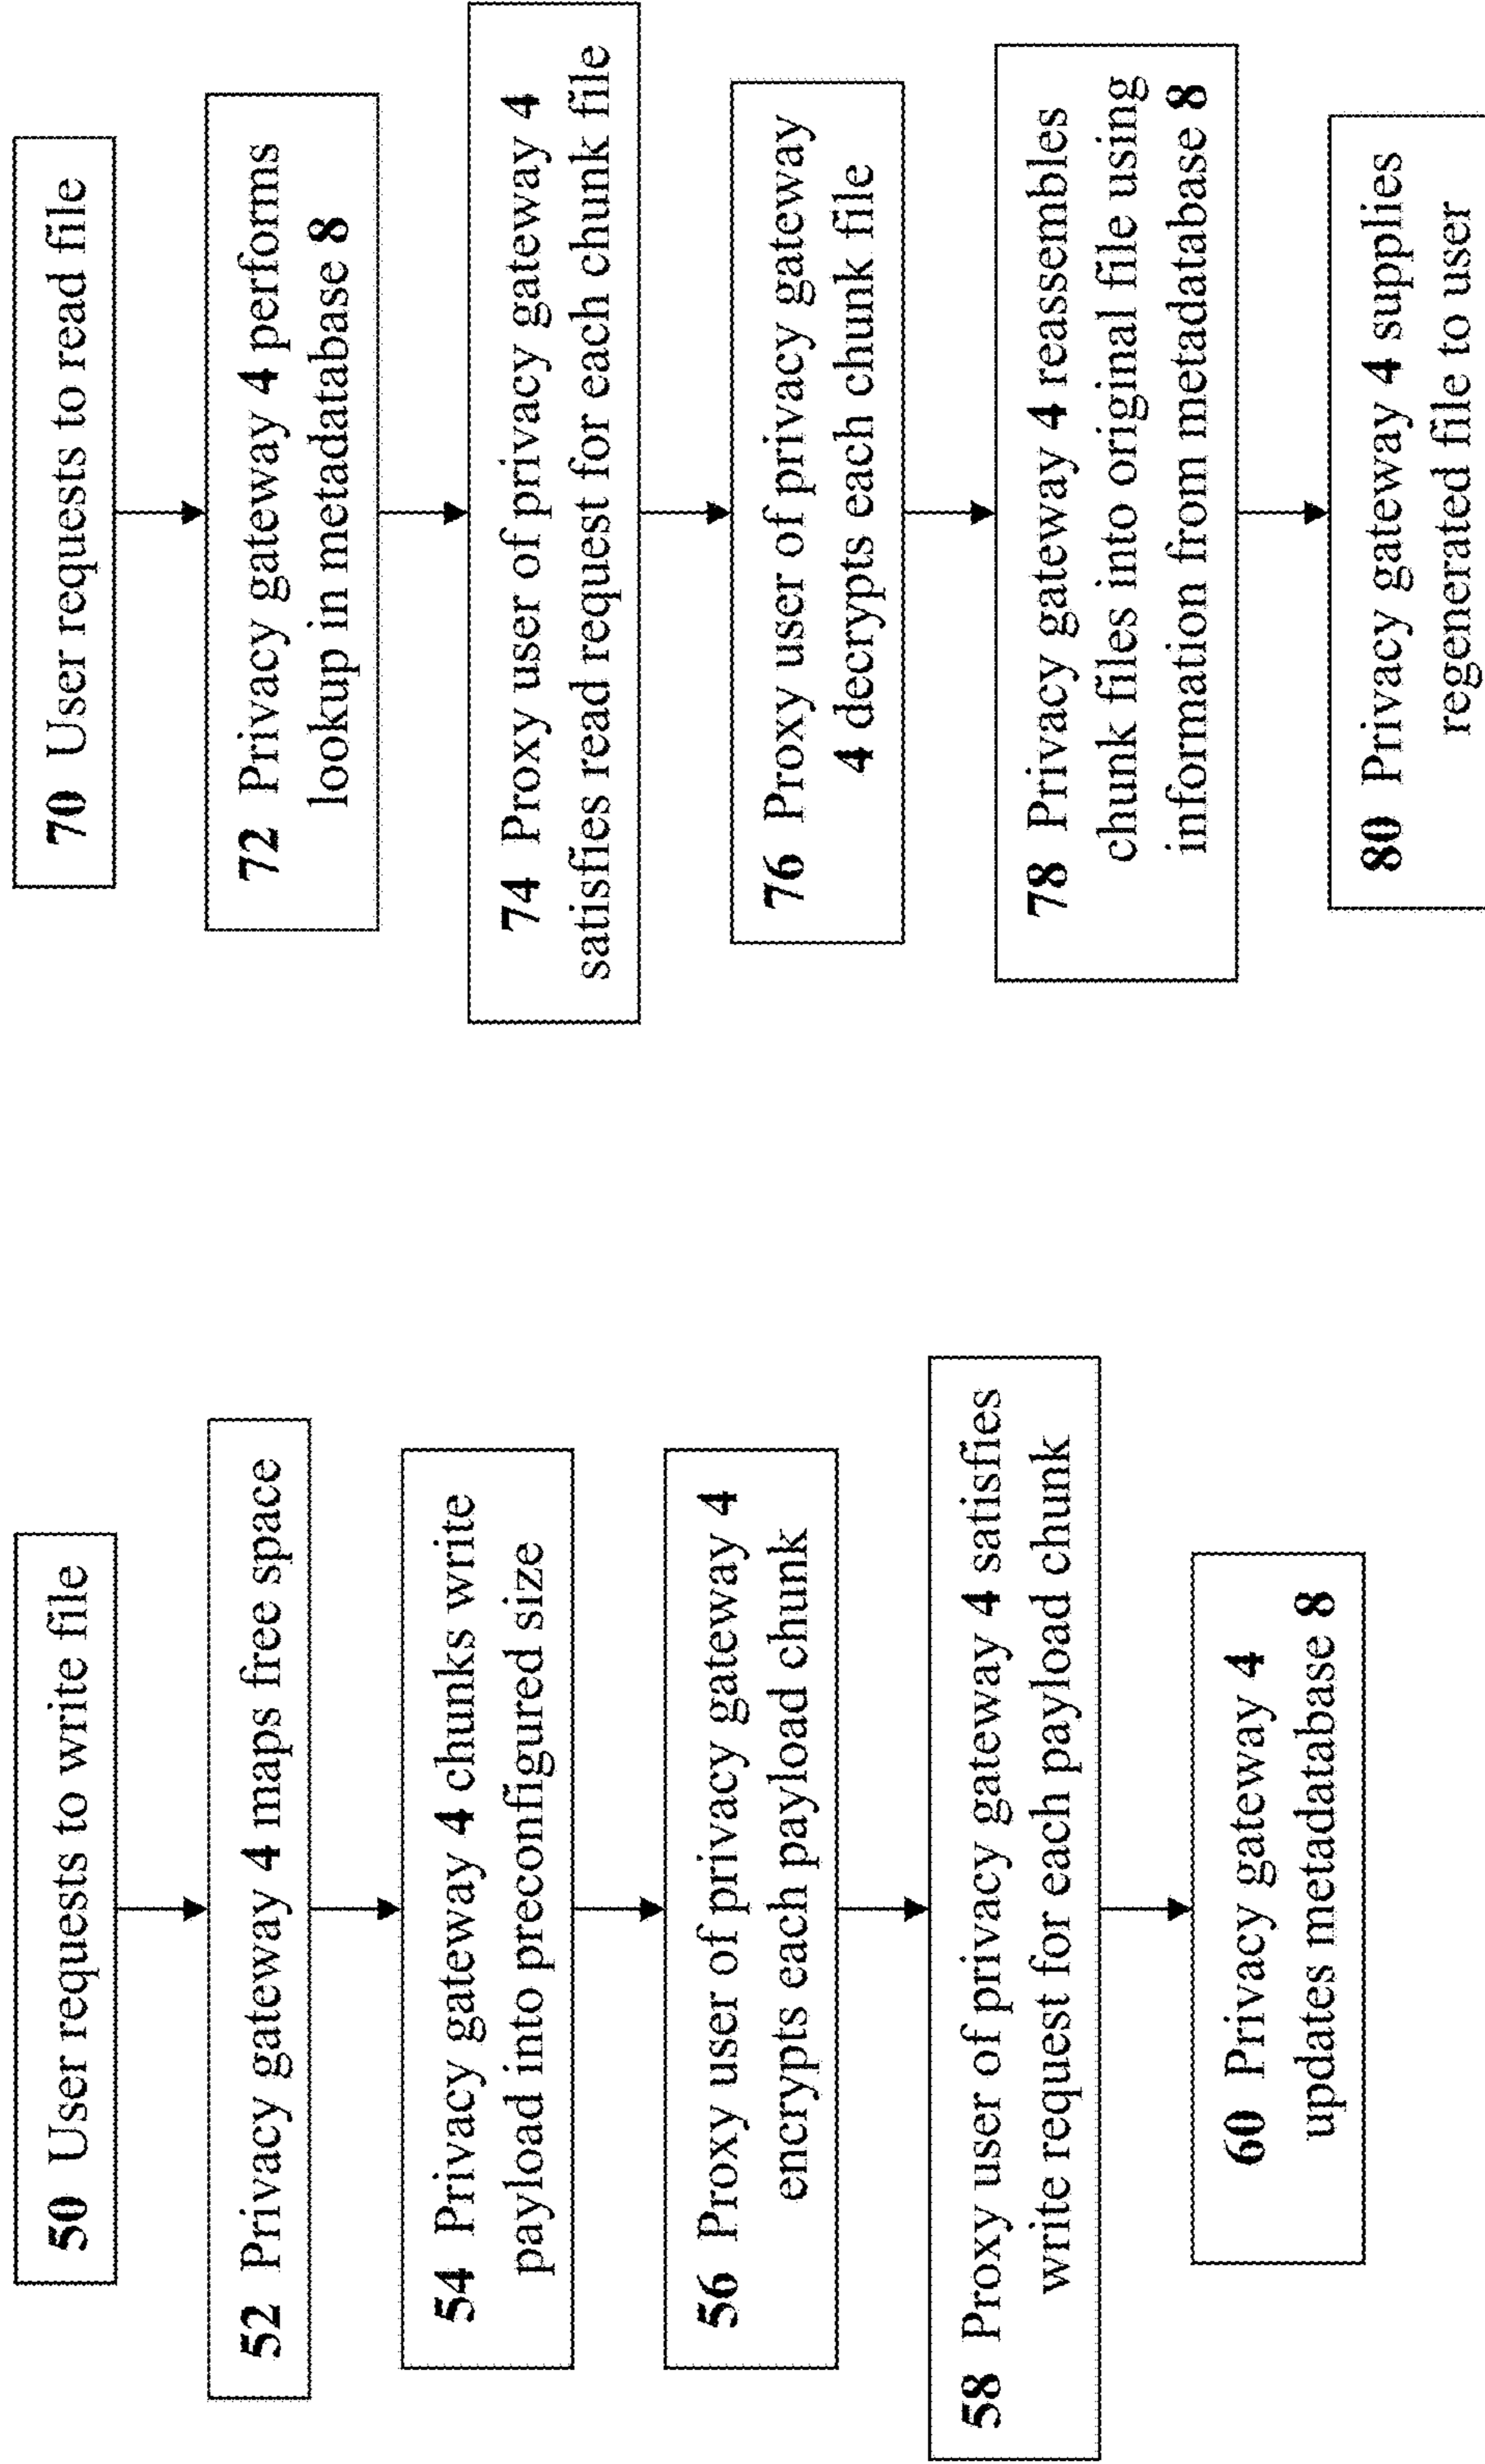 50 User requests to write file
52 Privacy gateway 4 maps free space
54 Privacy gateway 4 chunks write
payload into preconfigured size
56 Proxy user of privacy gateway 4
encrypts each payload chunk
58 Proxy user of privacy gateway 4 satisfies
write request for each payload chunk
60 Privacy gateway 4
updates metadatabase 8
70 User requests to read file
72 Privacy gateway 4 performs
lookup in metadatabase 8
74 Proxy user of privacy gateway 4
satisfies read request for each chunk file
76 Proxy user of privacy gateway
4 decrypts each chunk file
78 Privacy gateway 4 reassembles
chunk files into original file using
information from metadatabase 8
80 Privacy gateway 4 supplies
regenerated file to user